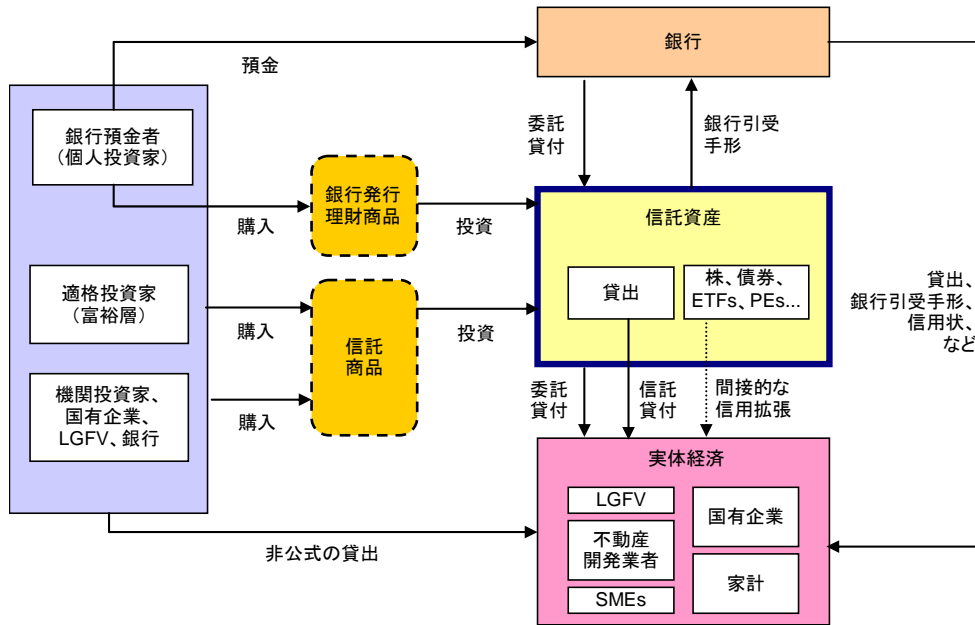 銀行
預金
銀行預金者
（個人投資家）
委託
貸付
銀行引受
手形
銀行発行
理財商品
購入
投資
信託資産
適格投資家
（富裕層）
貸出
株、債券、
ETFs、PEs...
貸出、
銀行引受手形、
信用状、
など
購入
信託
商品
投資
機関投資家、
国有企業、
LGFV、銀行
購入
委託
貸付
信託
貸付
間接的な
信用拡張
実体経済
LGFV
国有企業
不動産
開発業者
非公式の貸出
家計
SMEs